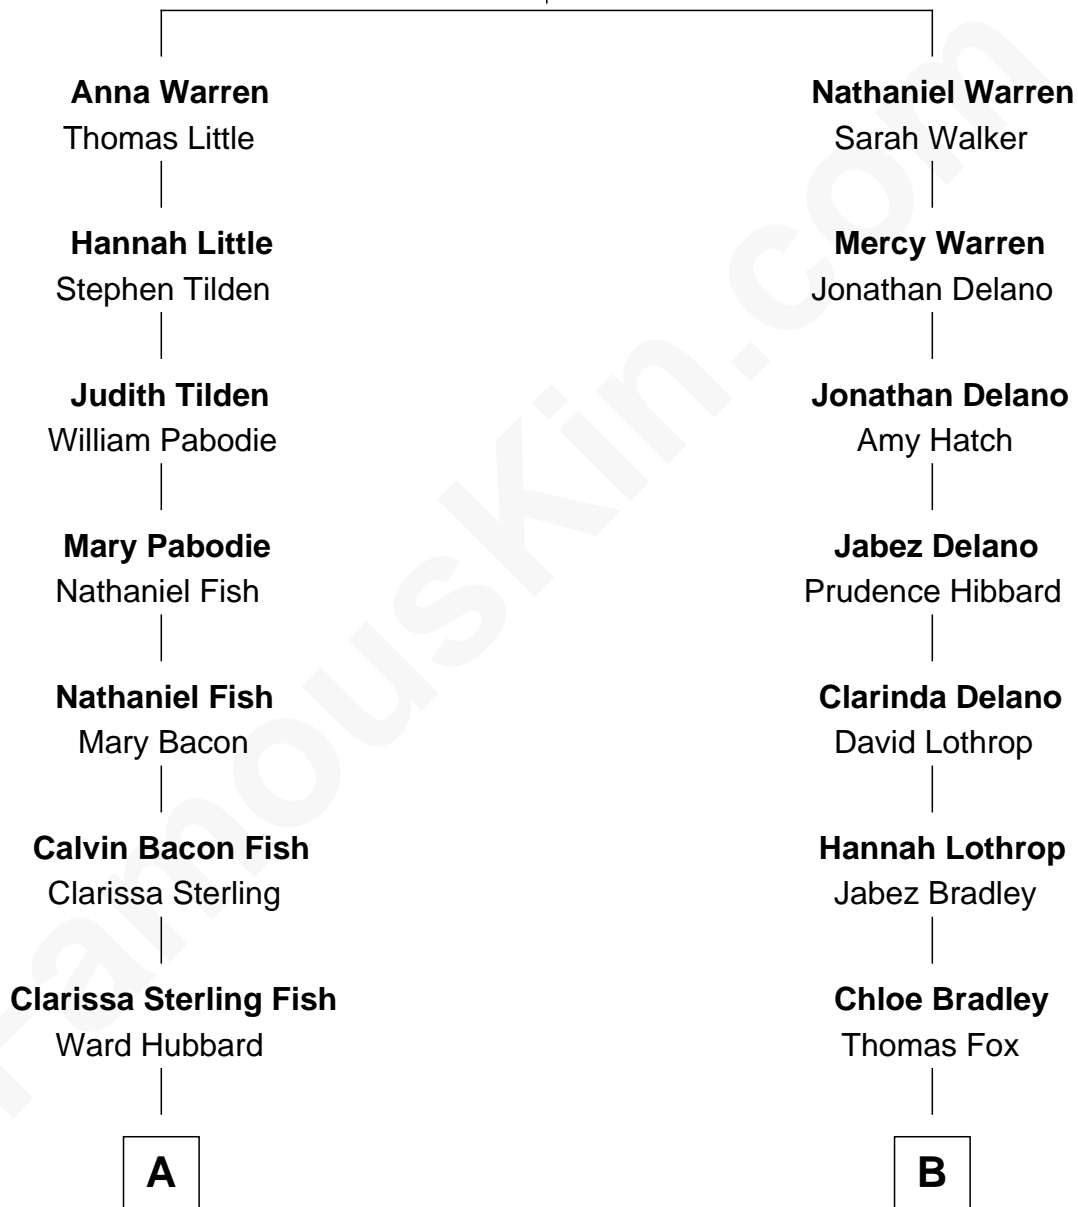 Anna Warren
Thomas Little
Hannah Little
Stephen Tilden
Judith Tilden
William Pabodie
Mary Pabodie
Nathaniel Fish
Nathaniel Fish
Mary Bacon
Calvin Bacon Fish
Clarissa Sterling
Clarissa Sterling Fish
Ward Hubbard
A
Nathaniel Warren
Sarah Walker
Mercy Warren
Jonathan Delano
Jonathan Delano
Amy Hatch
Jabez Delano
Prudence Hibbard
Clarinda Delano
David Lothrop
Hannah Lothrop
Jabez Bradley
Chloe Bradley
Thomas Fox
B
FamousKin.com